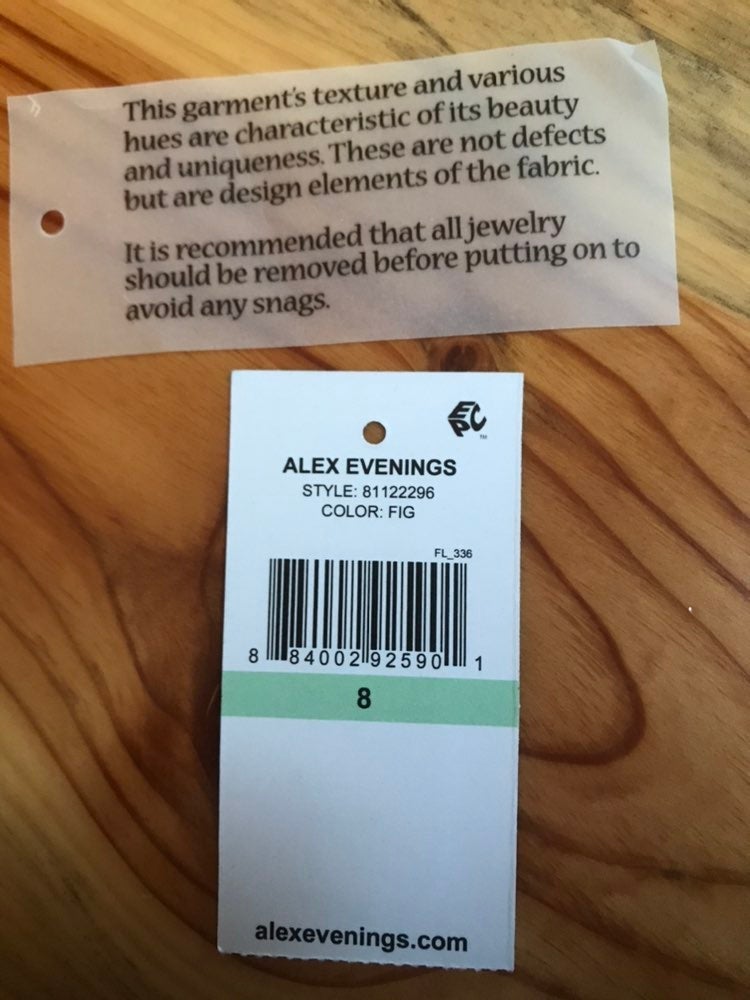 This garment's texture and various
hues are characteristic of its beauty
and uniqueness. These are not defects
but are design elements of the fabric.
It is recommended that all jewelry
should be removed before putting on to
avoid any snags.
EPC™
ALEX EVENINGS
STYLE: 81122296
COLOR: FIG
FL_336
8 84002 92590 1
8
alexevenings.com